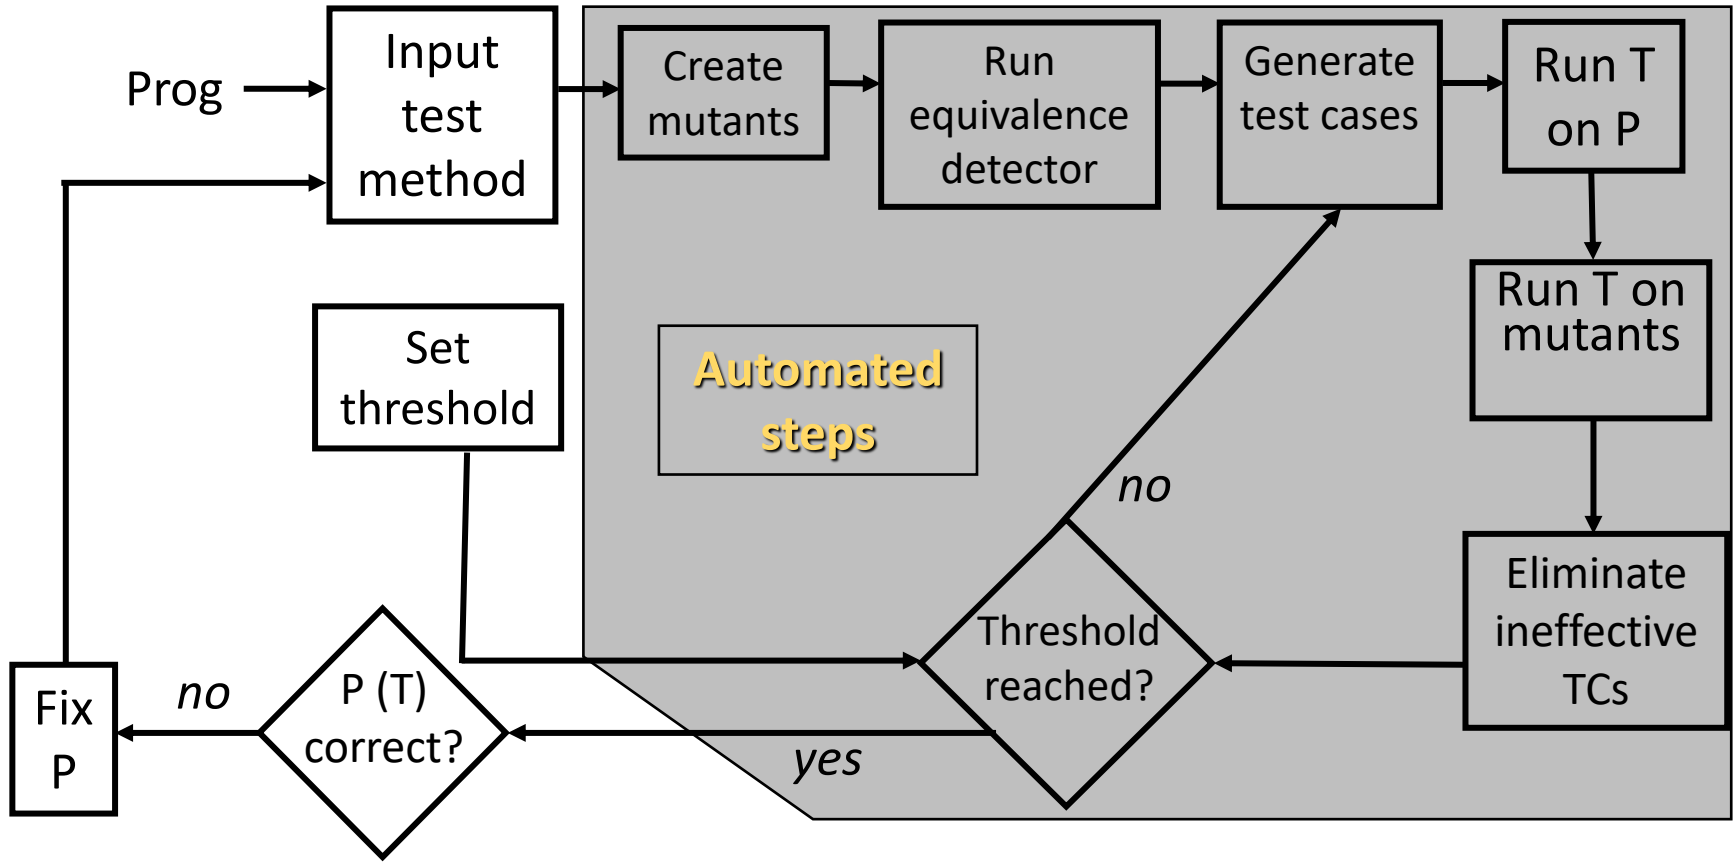 Prog
Input
test
method
Create
mutants
Run
equivalence
detector
Generate
test cases
Run T
on P
Run T on
mutants
Set
threshold
Automated
steps
no
Eliminate
ineffective
TCs
Threshold
reached?
yes
P (T)
correct?
no
Fix
P